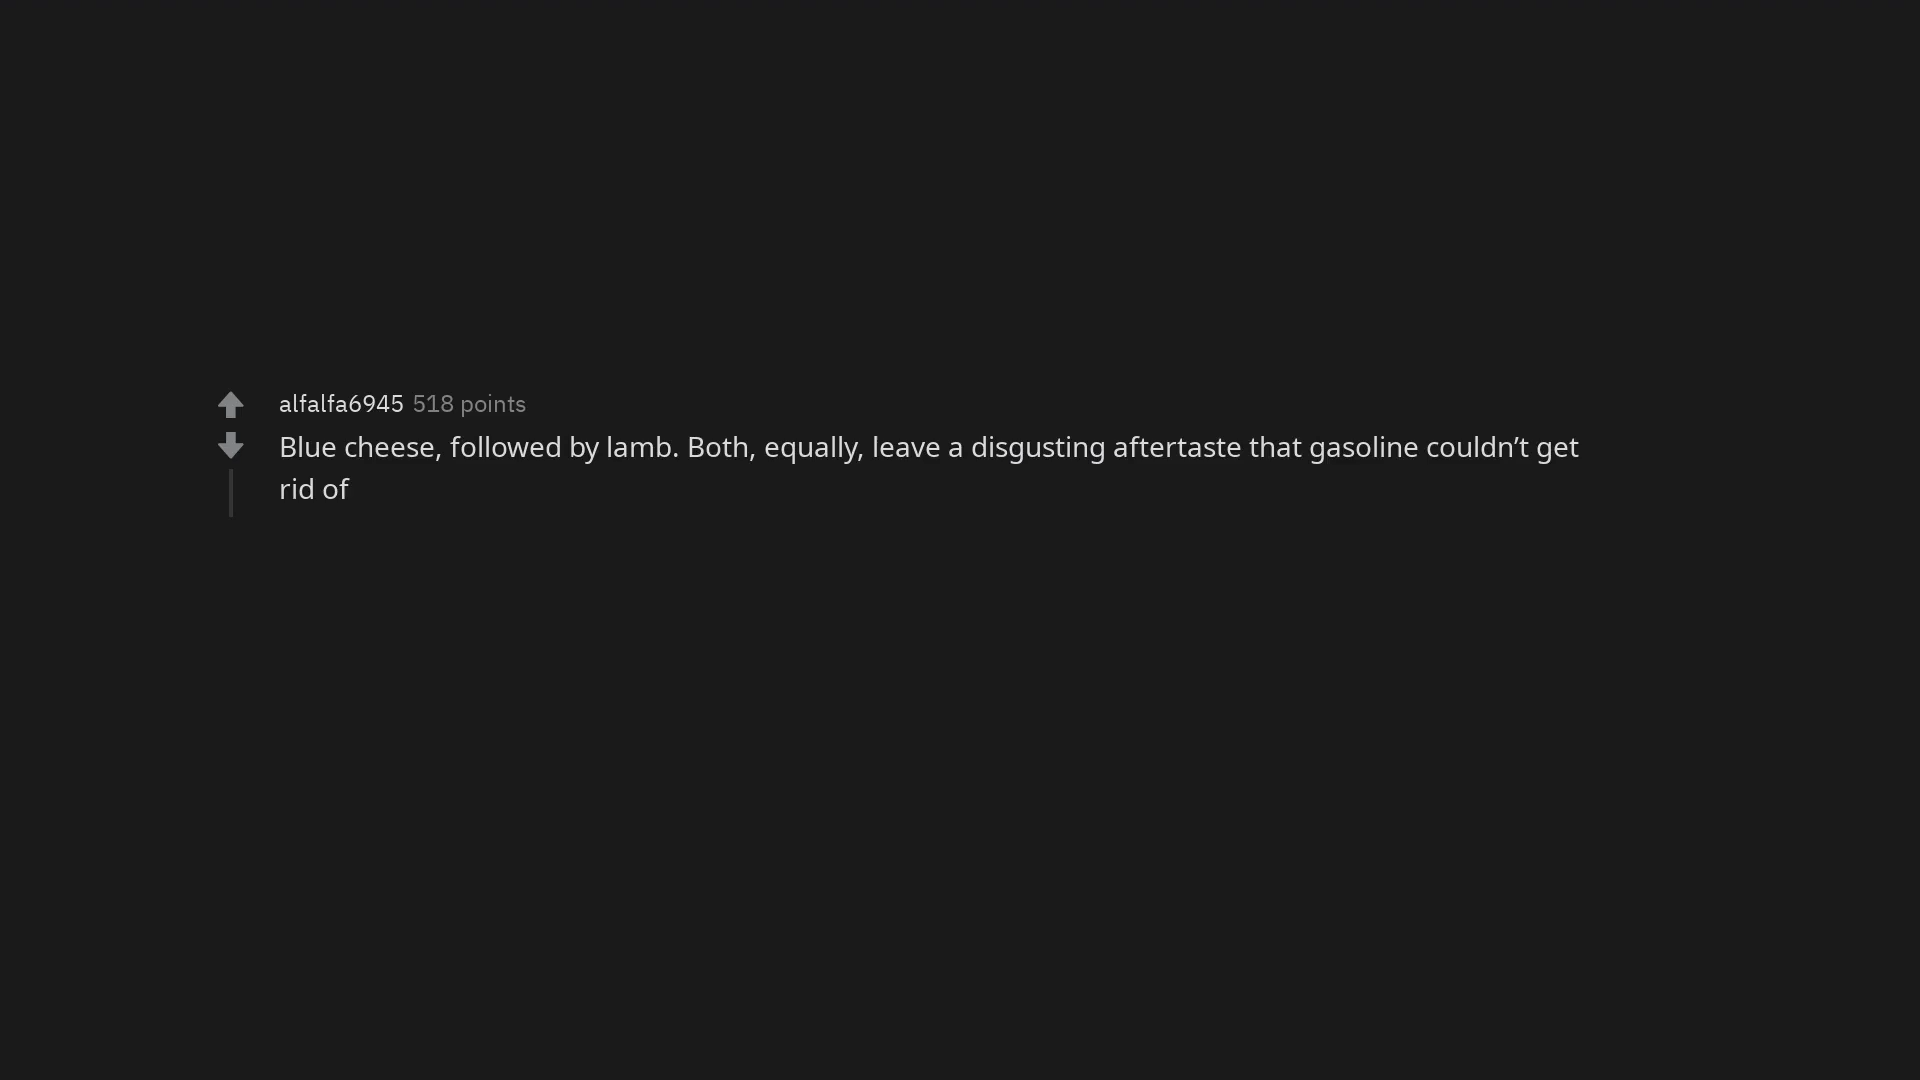 alfalfa6945 518 points
Blue cheese, followed by lamb. Both, equally, leave a disgusting aftertaste that gasoline couldn’t get
rid of